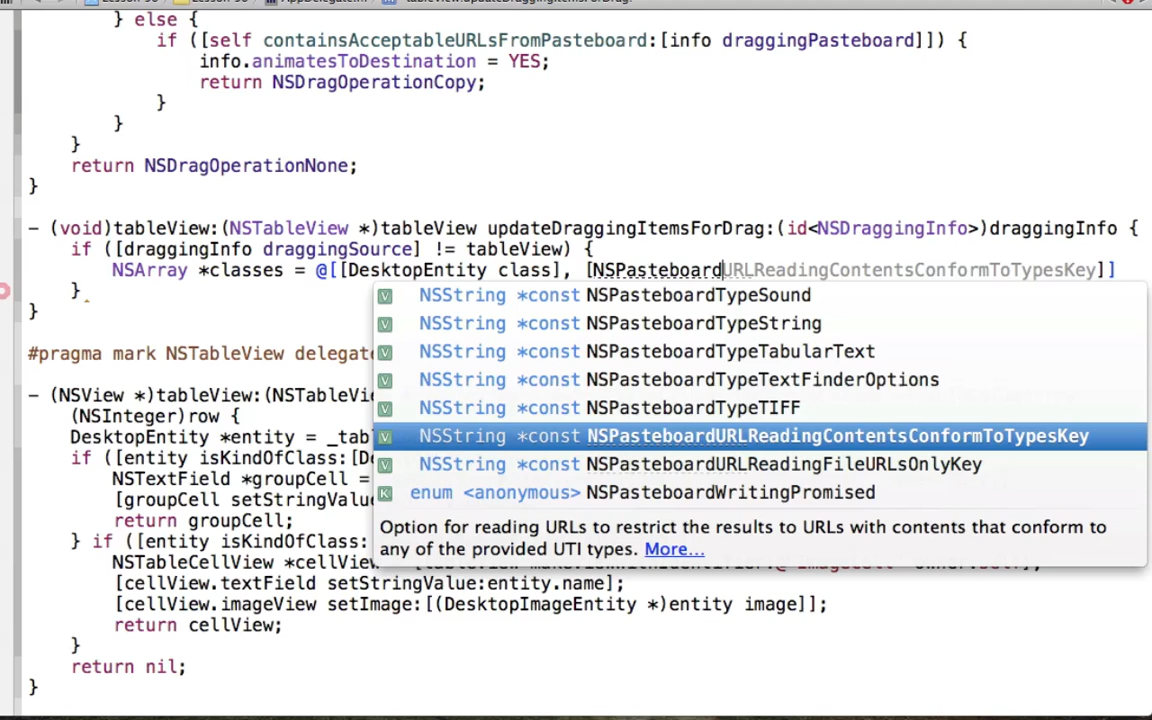 } else {
if ([self containsAcceptableURLsFromPasteboard:[info draggingPasteboard]]) {
info.animatesToDestination = YES;
return NSDragOperationCopy;
}
}
}
return NSDragOperationNone;
}
- (void)tableView:(NSTableView *)tableView updateDraggingItemsForDrag:(id<NSDraggingInfo>)draggingInfo {
if ([draggingInfo draggingSource] != tableView) {
NSArray *classes = @[[DesktopEntity class], [NSPasteboardURLReadingContentsConformToTypesKey]]
}
}
NSString *const NSPasteboardTypeSound
NSString *const NSPasteboardTypeString
NSString *const NSPasteboardTypeTabularText
NSString *const NSPasteboardTypeTextFinderOptions
NSString *const NSPasteboardTypeTIFF
NSString *const NSPasteboardURLReadingContentsConformToTypesKey
NSString *const NSPasteboardURLReadingFileURLsOnlyKey
enum <anonymous> NSPasteboardWritingPromised
Option for reading URLs to restrict the results to URLs with contents that conform to
any of the provided UTI types. More...
#pragma mark NSTableView delegate
- (NSView *)tableView:(NSTableVie
(NSInteger)row {
DesktopEntity *entity = _tab
if ([entity isKindOfClass:[De
NSTextField *groupCell =
[groupCell setStringValue
return groupCell;
} if ([entity isKindOfClass:
NSTableCellView *cellView
[cellView.textField setStringValue:entity.name];
[cellView.imageView setImage:[(DesktopImageEntity *)entity image]];
return cellView;
}
return nil;
}